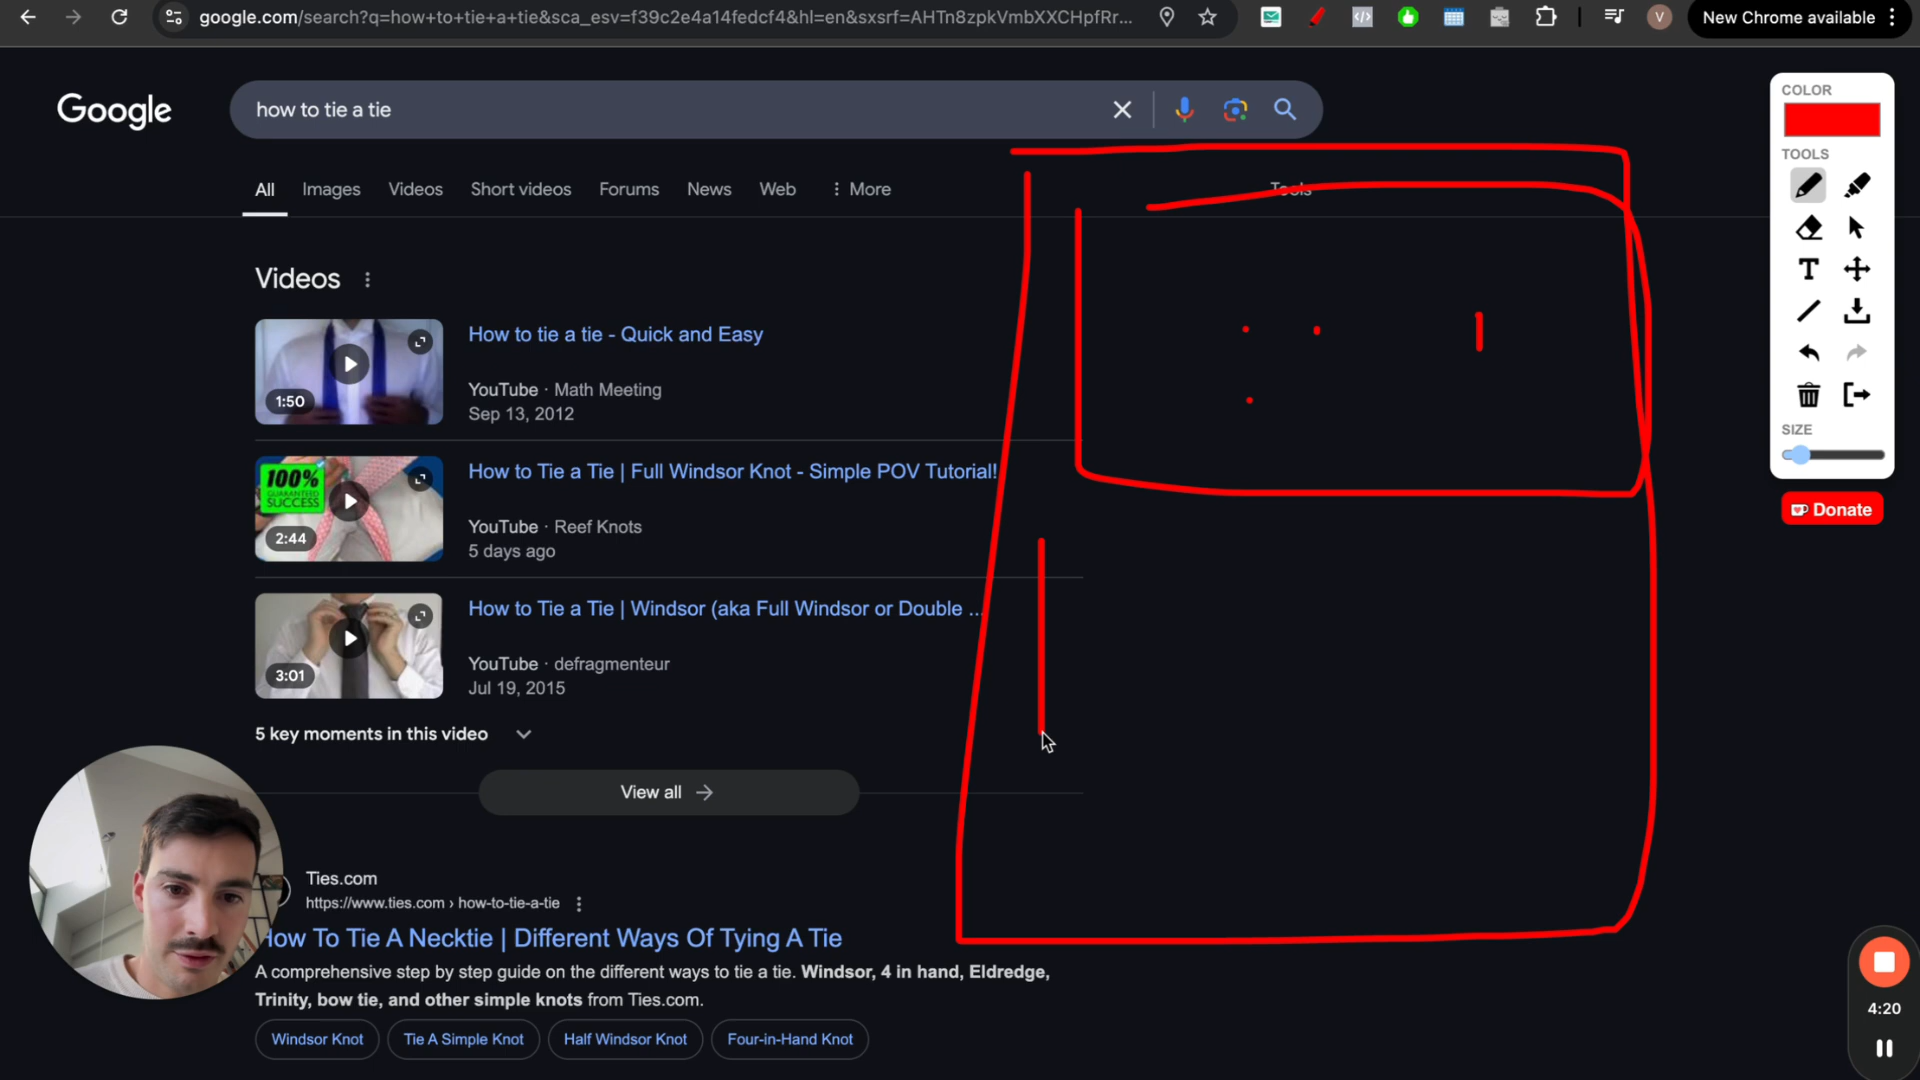 google.com/search?q=how+to+tie+a+tie&sca_esv=f39c2e4a14fedcf4&hl=en&sxsrf=AHTn8zpkVmbXXCHpfRr...
V
New Chrome available
Google
how to tie a tie
COLOR
TOOLS
SIZE
Donate
All
Images
Videos
Short videos
Forums
News
Web
More
Tools
Videos
1:50
How to tie a tie - Quick and Easy
YouTube · Math Meeting
Sep 13, 2012
100%
GUARANTEED
SUCCESS
2:44
How to Tie a Tie | Full Windsor Knot - Simple POV Tutorial!
YouTube · Reef Knots
5 days ago
3:01
How to Tie a Tie | Windsor (aka Full Windsor or Double ...
YouTube · defragmenteur
Jul 19, 2015
5 key moments in this video
View all
Ties.com
https://www.ties.com › how-to-tie-a-tie
How To Tie A Necktie | Different Ways Of Tying A Tie
A comprehensive step by step guide on the different ways to tie a tie. Windsor, 4 in hand, Eldredge,
Trinity, bow tie, and other simple knots from Ties.com.
Windsor Knot
Tie A Simple Knot
Half Windsor Knot
Four-in-Hand Knot
4:20